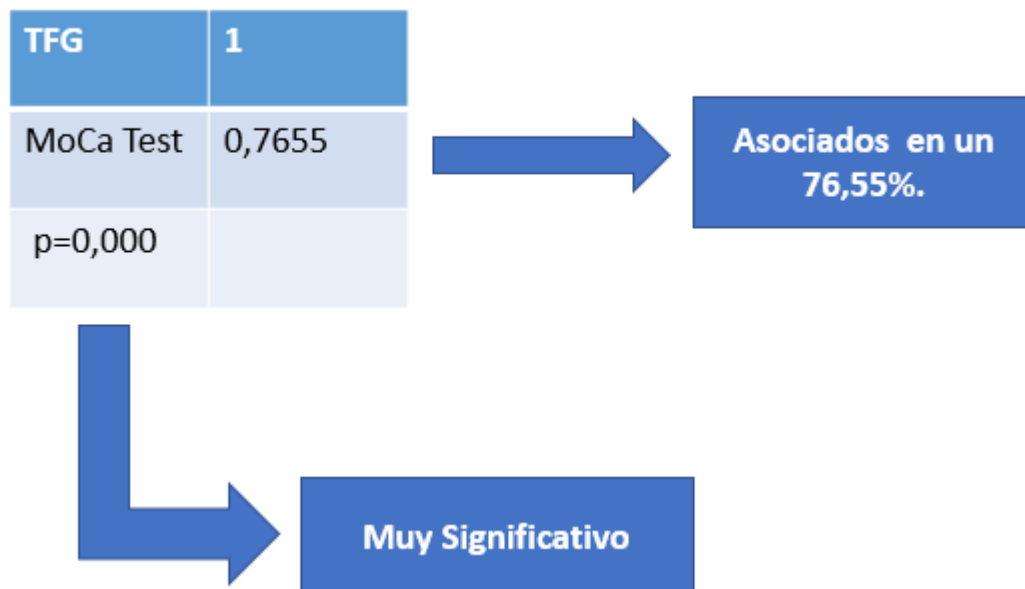 TFG 1
MoCa Test 0,7655
p=0,000
Asociados en un
76,55%.
Muy Significativo